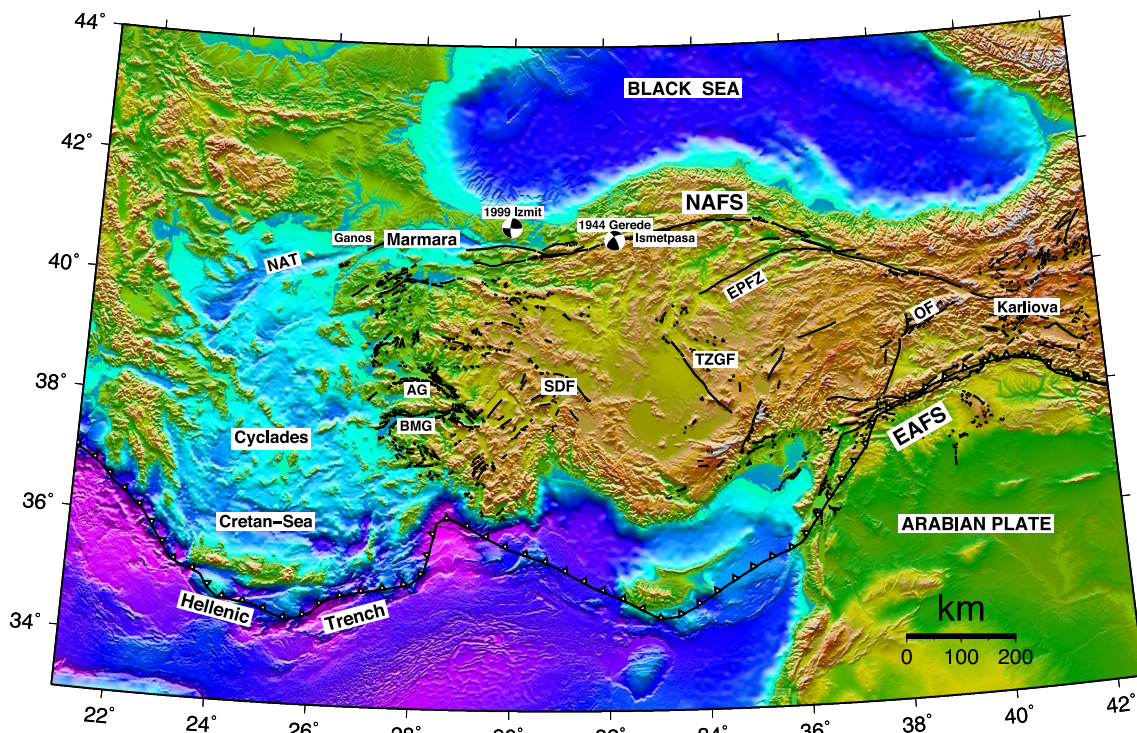 44°
BLACK SEA
42°
1999 Izmit
NAFS
1944 Gerede
Ganos
Marmara
Ismetpasa
40°
NAT
EPFZ
OF
Karliova
TZGF
38°
AG
SDF
BMG
EAFS
Cyclades
36°
Cretan-Sea
ARABIAN PLATE
Hellenic
Trench
km
34°
0 100 200
22° 24° 26° 28° 30° 32° 34° 36° 38° 40° 42°